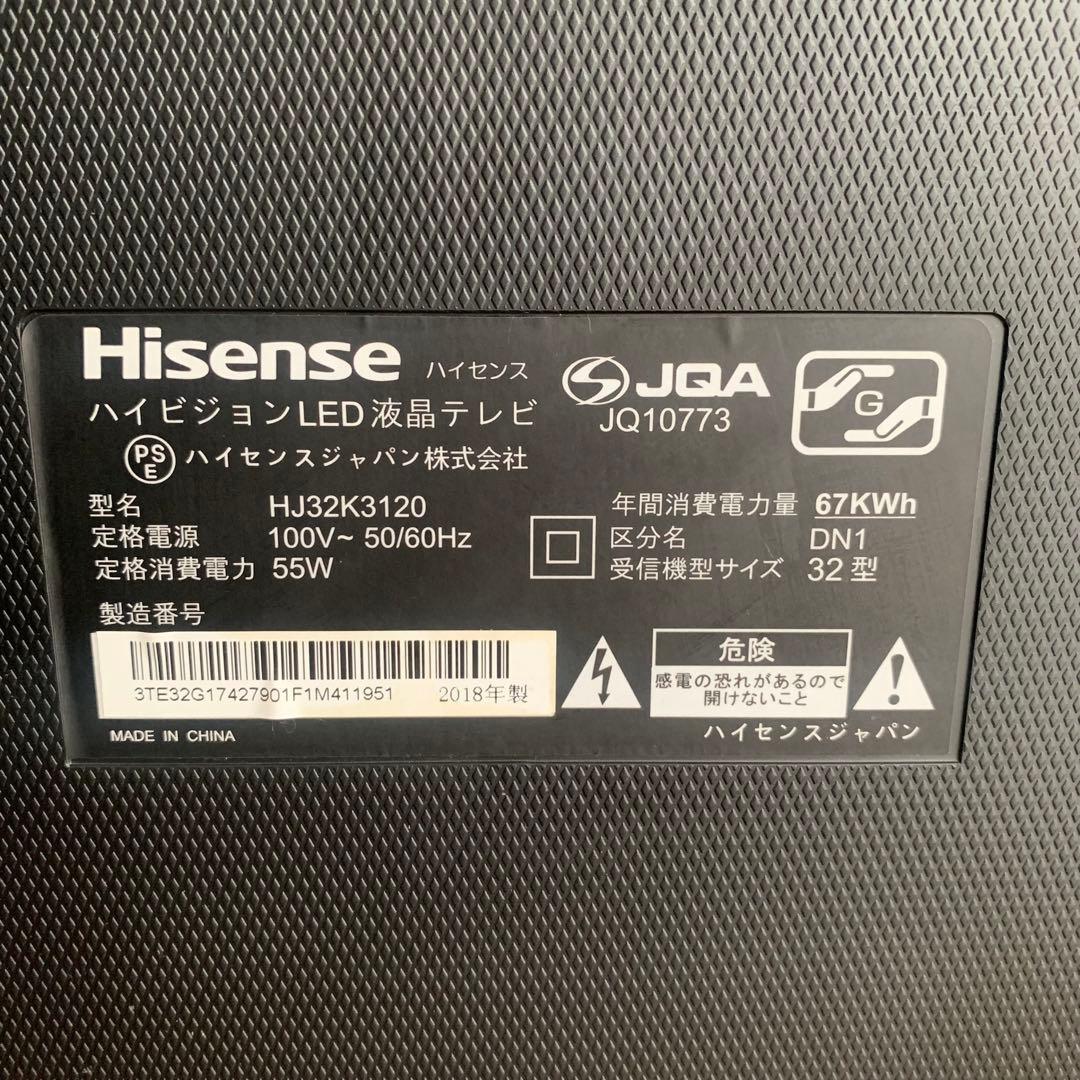 Hisense ハイセンス
ハイビジョンLED液晶テレビ
PSE ハイセンスジャパン株式会社
JQA
JQ10773
G
型名 HJ32K3120
定格電源 100V~ 50/60Hz
定格消費電力 55W
年間消費電力量 67KWh
区分名 DN1
受信機型サイズ 32型
製造番号
3TE32G17427901F1M411951 2018年製
MADE IN CHINA
危険
感電の恐れがあるので
開けないこと
ハイセンスジャパン